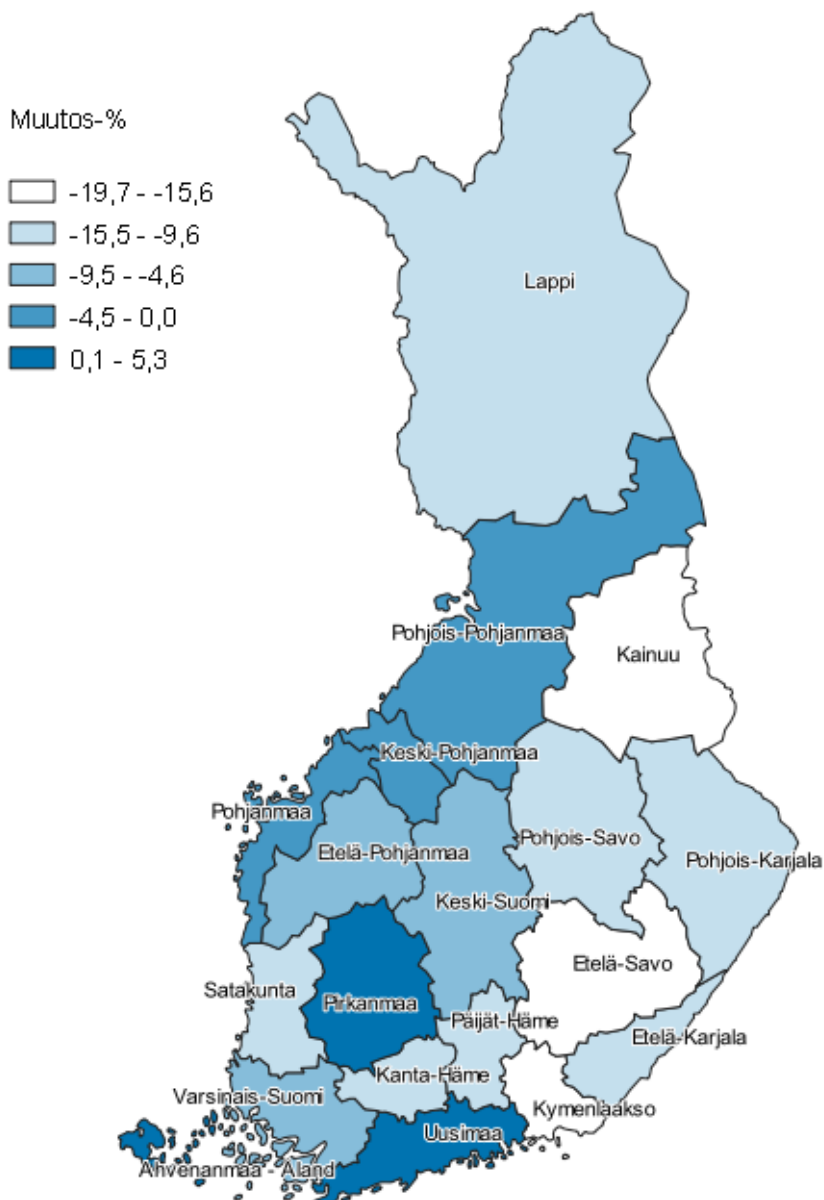 Muutos-%
-19,7 - -15,6
-15,5 - -9,6
-9,5 - -4,6
-4,5 - 0,0
0,1 - 5,3
Lappi
Pohjois-Pohjanmaa
Kainuu
Keski-Pohjanmaa
Pohjanmaa
Etelä-Pohjanmaa
Pohjois-Savo
Pohjois-Karjala
Keski-Suomi
Etelä-Savo
Satakunta
Pirkanmaa
Päijät-Häme
Etelä-Karjala
Kanta-Häme
Varsinais-Suomi
Kymenlaakso
Uusimaa
Ahvenanmaa - Åland